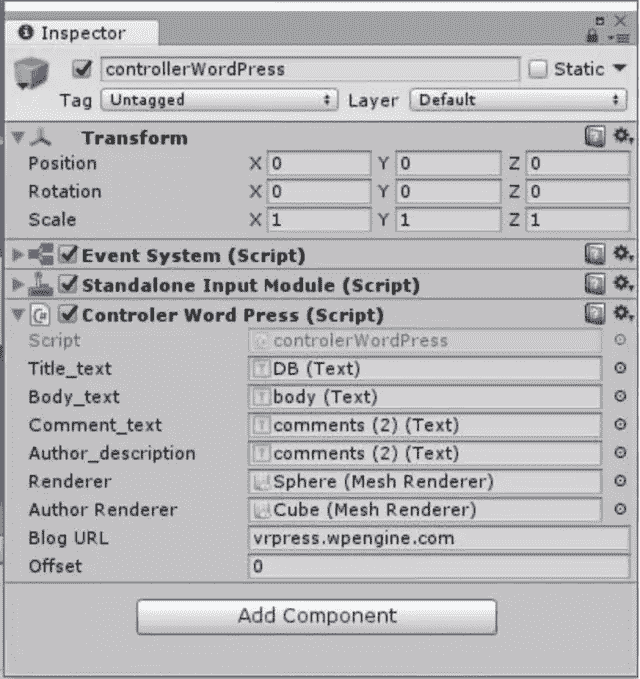 Inspector
controllerWordPress Static
Tag Untagged Layer Default
Transform
Position X 0 Y 0 Z 0
Rotation X 0 Y 0 Z 0
Scale X 1 Y 1 Z 1
Event System (Script)
Standalone Input Module (Script)
C# Controler Word Press (Script)
Script controlerWordPress
Title_text DB (Text)
Body_text body (Text)
Comment_text comments (2) (Text)
Author_description comments (2) (Text)
Renderer Sphere (Mesh Renderer)
Author Renderer Cube (Mesh Renderer)
Blog URL vrpress.wpengine.com
Offset 0
Add Component